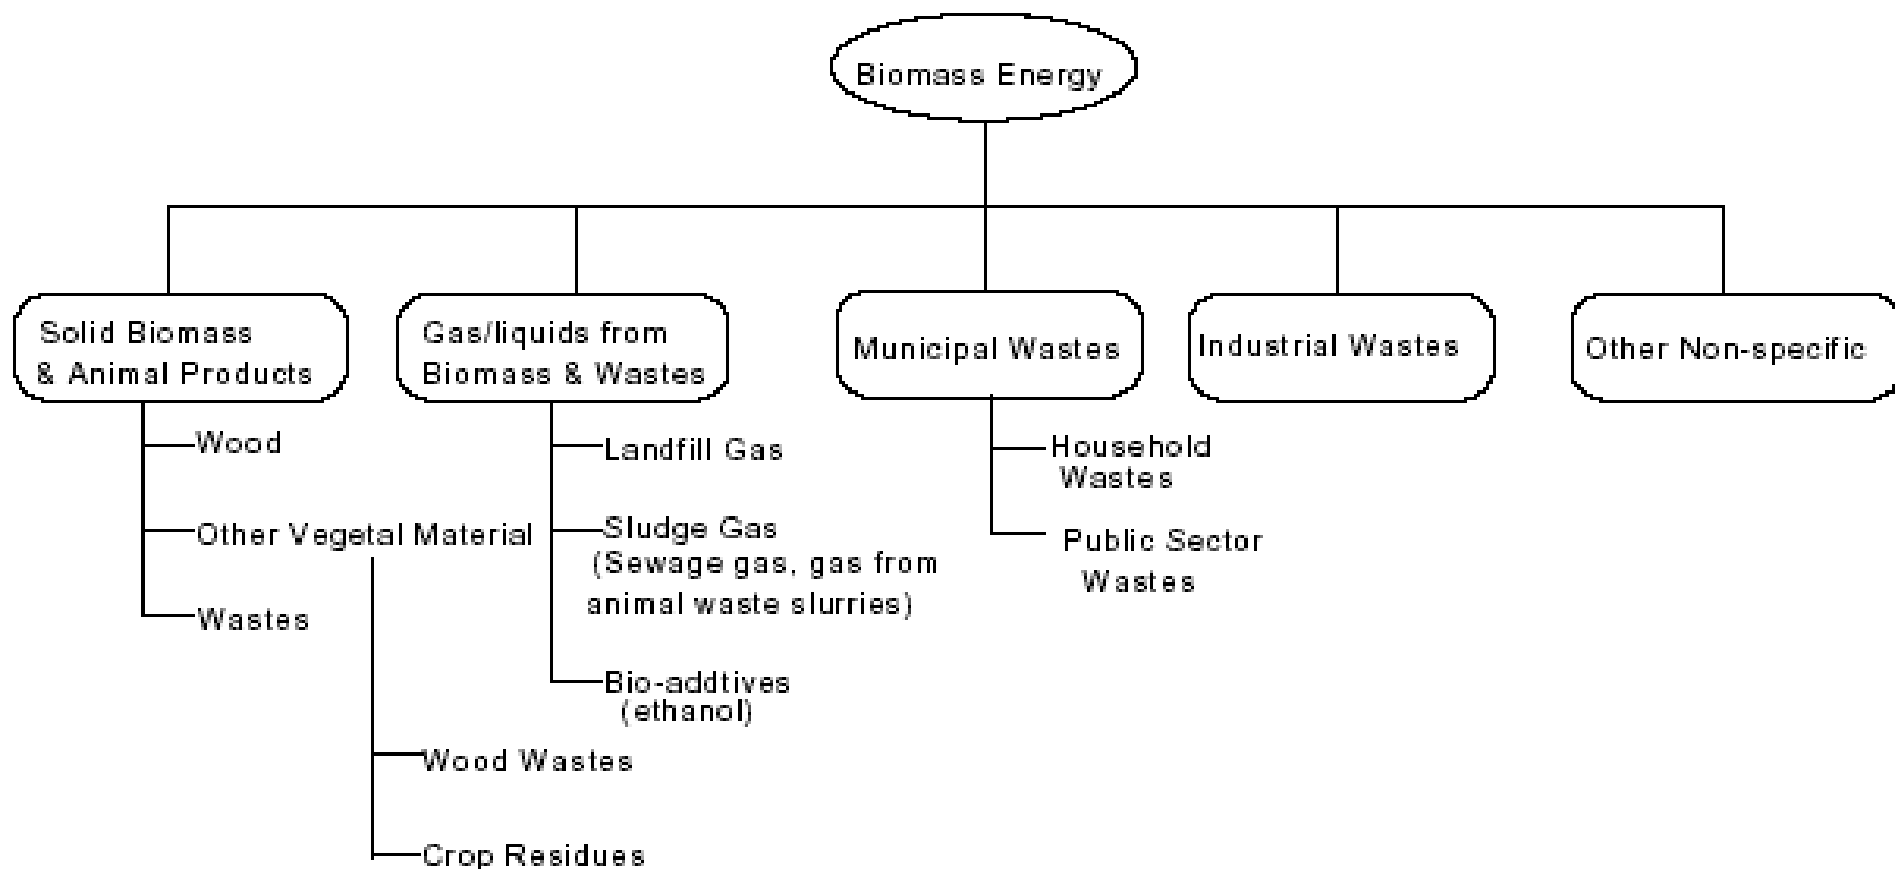 Biomass Energy
Solid Biomass
& Animal Products
Gas/liquids from
Biomass & Wastes
Municipal Wastes
Industrial Wastes
Other Non-specific
Wood
Other Vegetal Material
Wastes
Wood Wastes
Crop Residues
Landfill Gas
Sludge Gas
(Sewage gas, gas from
animal waste slurries)
Bio-addtives
(ethanol)
Household
Wastes
Public Sector
Wastes